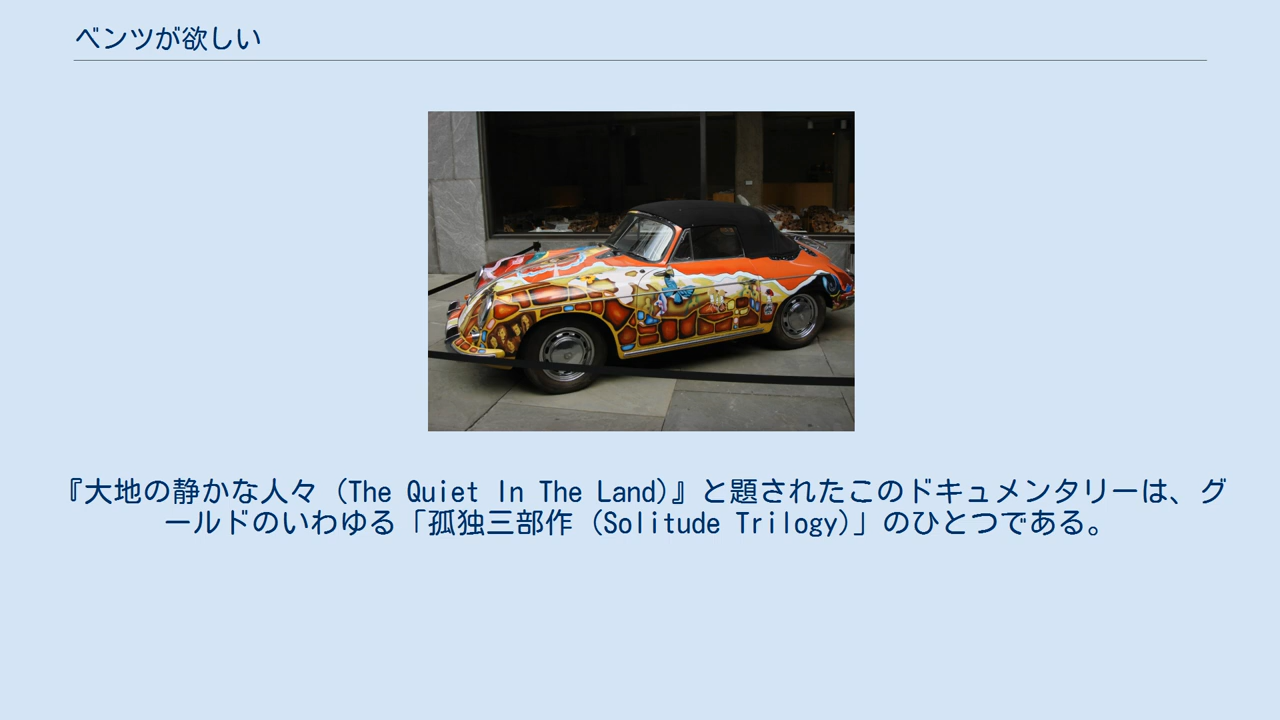 ベンツが欲しい
『大地の静かな人々（The Quiet In The Land）』と題されたこのドキュメンタリーは、グ
ールドのいわゆる「孤独三部作（Solitude Trilogy）」のひとつである。